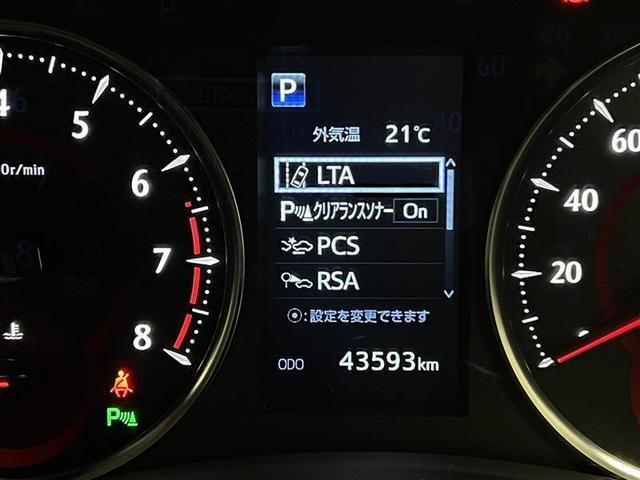 P
外気温 21℃
LTA
P クリアランスソナー On
PCS
RSA
:設定を変更できます
ODO 43593km
4
5
6
7
8
0r/min
P
60
40
20